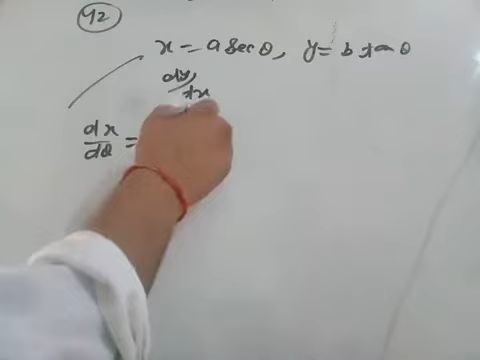 42
x = a sec θ, y = b tan θ
dy/dx
dx/dθ =